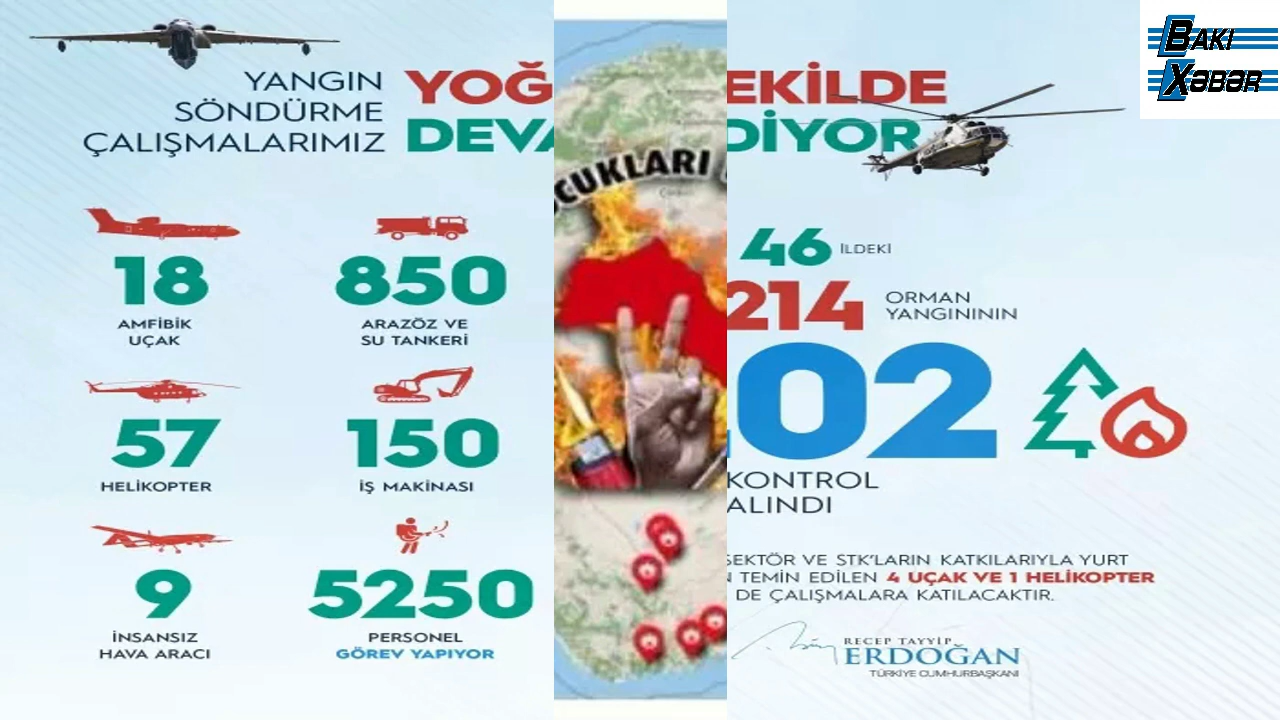 YANGIN
SÖNDÜRME
ÇALIŞMALARIMIZ
YOĞ
DEVA
18
AMFİBİK
UÇAK
850
ARAZÖZ VE
SU TANKERİ
57
HELİKOPTER
150
İŞ MAKİNASI
9
İNSANSIZ
HAVA ARACI
5250
PERSONEL
GÖREV YAPIYOR
OCUKLARI
EKİLDE
DİYOR
46 İLDEKİ
214 ORMAN
YANGINININ
102
KONTROL
ALINDI
SEKTÖR VE STK'LARIN KATKILARIYLA YURT
N TEMİN EDİLEN 4 UÇAK VE 1 HELİKOPTER
DE ÇALIŞMALARA KATILACAKTIR.
RECEP TAYYİP
ERDOĞAN
TÜRKİYE CUMHURBAŞKANI
BAKI
XƏBƏR